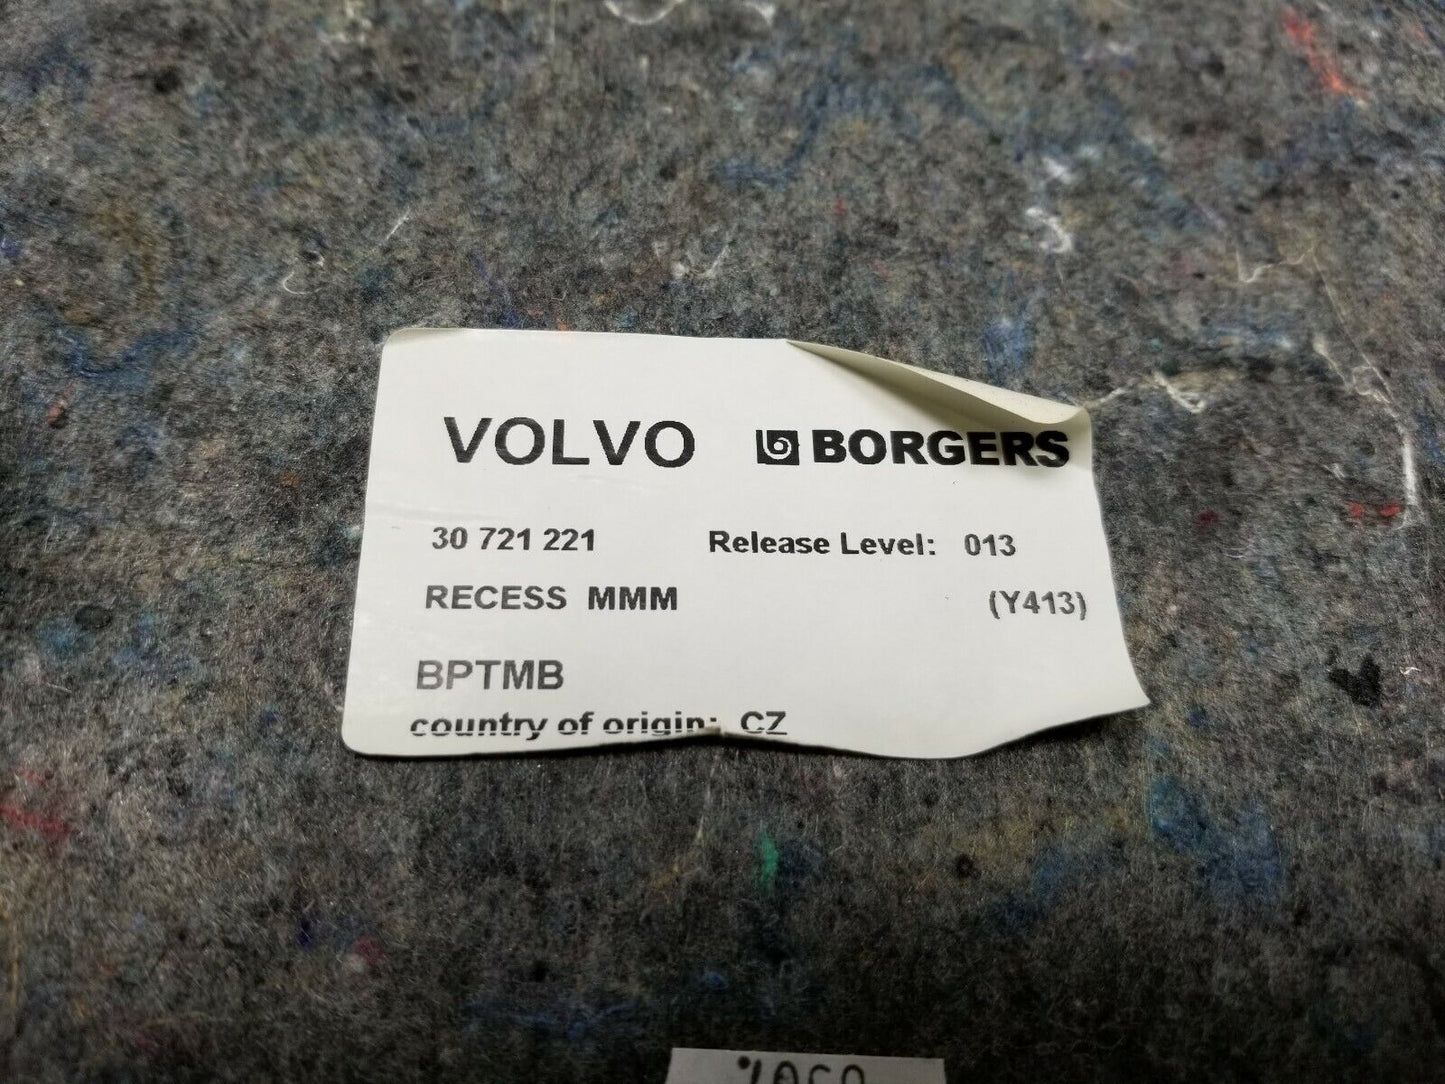 VOLVO BORGERS
30 721 221 Release Level: 013
RECESS MMM (Y413)
BPTMB
country of origin: CZ